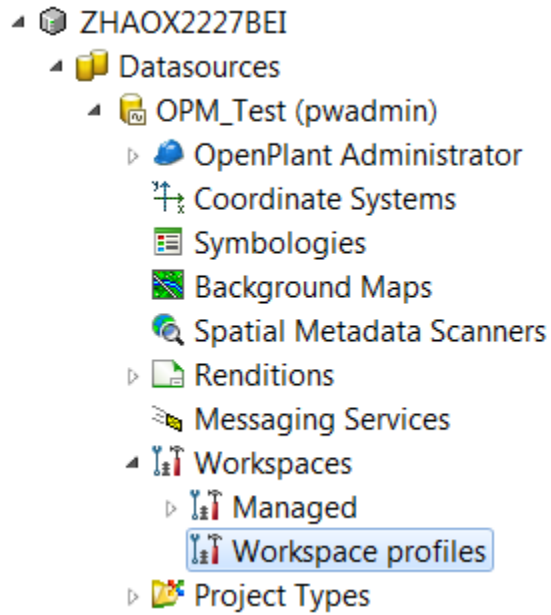 ZHAOX2227BEI
Datasources
OPM_Test (pwadmin)
OpenPlant Administrator
Coordinate Systems
Symbologies
Background Maps
Spatial Metadata Scanners
Renditions
Messaging Services
Workspaces
Managed
Workspace profiles
Project Types